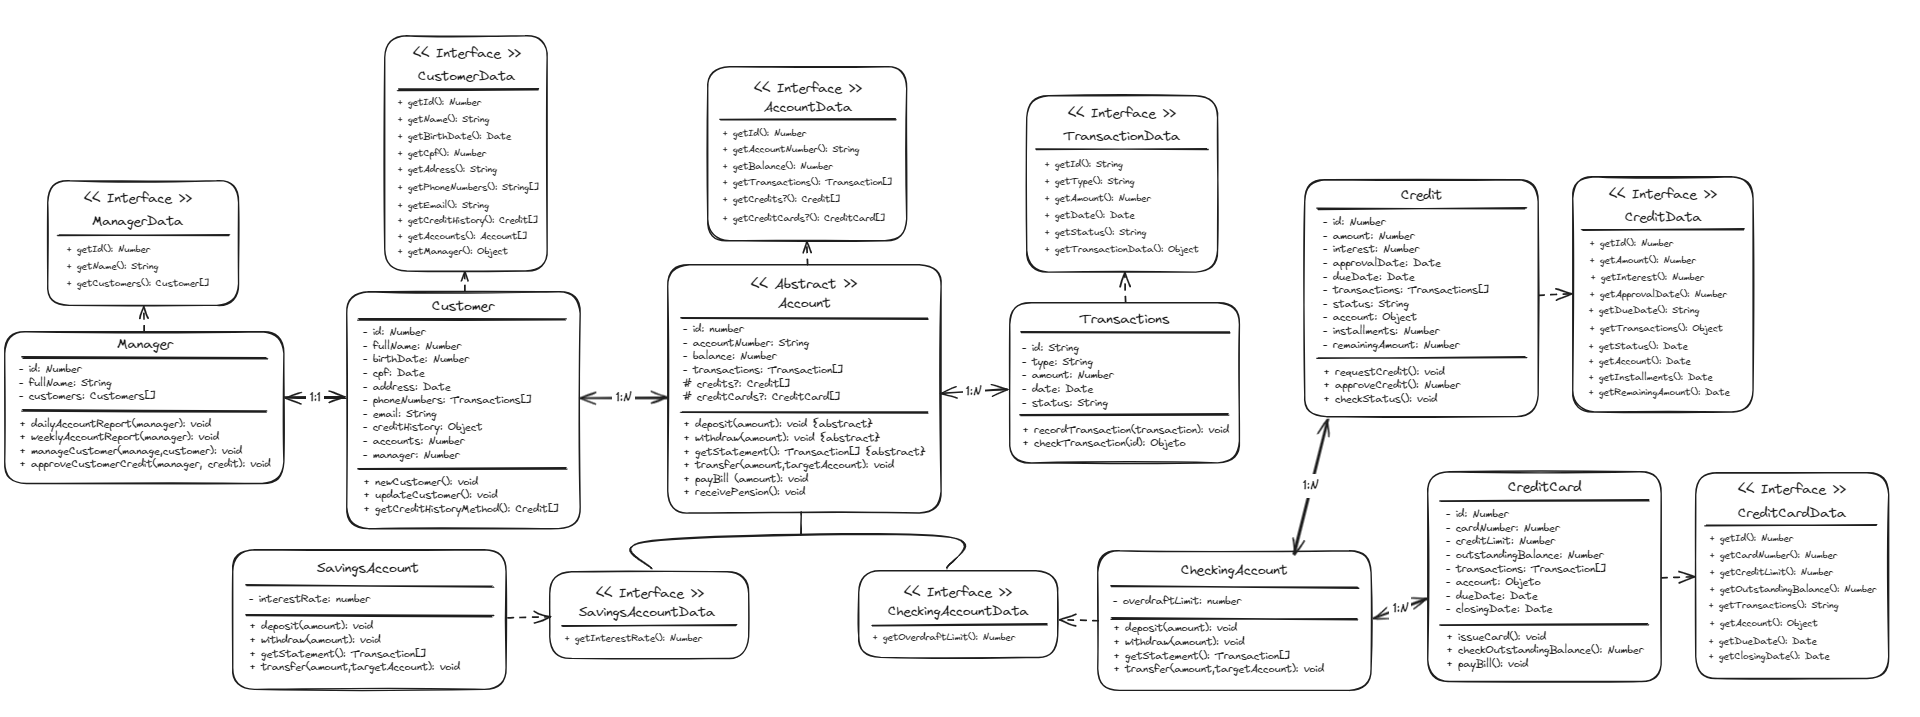 << Interface >>
ManagerData
+ getId(): Number
+ getName(): String
+ getCustomers(): Customer[]
Manager
- id: Number
- fullName: String
- customers: Customers[]
+ dailyAccountReport(manager): void
+ weeklyAccountReport(manager): void
+ manageCustomer(manage,customer): void
+ approveCustomerCredit(manager, credit): void
1:1
<< Interface >>
CustomerData
+ getId(): Number
+ getName(): String
+ getBirthDate(): Date
+ getCpf(): Number
+ getAdress(): String
+ getPhoneNumbers(): String[]
+ getEmail(): String
+ getCreditHistory(): Credit[]
+ getAccounts(): Account[]
+ getManager(): Object
Customer
- id: Number
- fullName: Number
- birthDate: Number
- cpf: Date
- address: Date
- phoneNumbers: Transactions[]
- email: String
- creditHistory: Object
- accounts: Number
- manager: Number
+ newCustomer(): void
+ updateCustomer(): void
+ getCreditHistoryMethod(): Credit[]
1:N
<< Interface >>
AccountData
+ getId(): Number
+ getAccountNumber(): String
+ getBalance(): Number
+ getTransactions(): Transaction[]
+ getCredits?(): Credit[]
+ getCreditCards?(): CreditCard[]
<< Abstract >>
Account
- id: number
- accountNumber: String
- balance: Number
- transactions: Transaction[]
# credits?: Credit[]
# creditCards?: CreditCard[]
+ deposit(amount): void {abstract}
+ withdraw(amount): void {abstract}
+ getStatement(): Transaction[] {abstract}
+ transfer(amount,targetAccount): void
+ payBill (amount): void
+ receivePension(): void
1:N
<< Interface >>
TransactionData
+ getId(): String
+ getType(): String
+ getAmount(): Number
+ getDate(): Date
+ getStatus(): String
+ getTransactionData(): Object
Transactions
- id: String
- type: String
- amount: Number
- date: Date
- status: String
+ recordTransaction(transaction): void
+ checkTransaction(id): Objeto
Credit
- id: Number
- amount: Number
- interest: Number
- approvalDate: Date
- dueDate: Date
- transactions: Transactions[]
- status: String
- account: Object
- installments: Number
- remainingAmount: Number
+ requestCredit(): void
+ approveCredit(): Number
+ checkStatus(): void
<< Interface >>
CreditData
+ getId(): Number
+ getAmount(): Number
+ getInterest(): Number
+ getApprovalDate(): Number
+ getDueDate(): String
+ getTransactions(): Object
+ getStatus(): Date
+ getAccount(): Date
+ getInstallments(): Date
+ getRemainingAmount(): Date
1:N
SavingsAccount
- interestRate: number
+ deposit(amount): void
+ withdraw(amount): void
+ getStatement(): Transaction[]
+ transfer(amount,targetAccount): void
<< Interface >>
SavingsAccountData
+ getInterestRate(): Number
<< Interface >>
CheckingAccountData
+ getOverdraftLimit(): Number
CheckingAccount
- overdraftLimit: number
+ deposit(amount): void
+ withdraw(amount): void
+ getStatement(): Transaction[]
+ transfer(amount,targetAccount): void
1:N
CreditCard
- id: Number
- cardNumber: Number
- creditLimit: Number
- outstandingBalance: Number
- transactions: Transaction[]
- account: Objeto
- dueDate: Date
- closingDate: Date
+ issueCard(): void
+ checkOutstandingBalance(): Number
+ payBill(): void
<< Interface >>
CreditCardData
+ getId(): Number
+ getCardNumber(): Number
+ getCreditLimit(): Number
+ getOutstandingBalance(): Number
+ getTransactions(): String
+ getAccount(): Object
+ getDueDate(): Date
+ getClosingDate(): Date